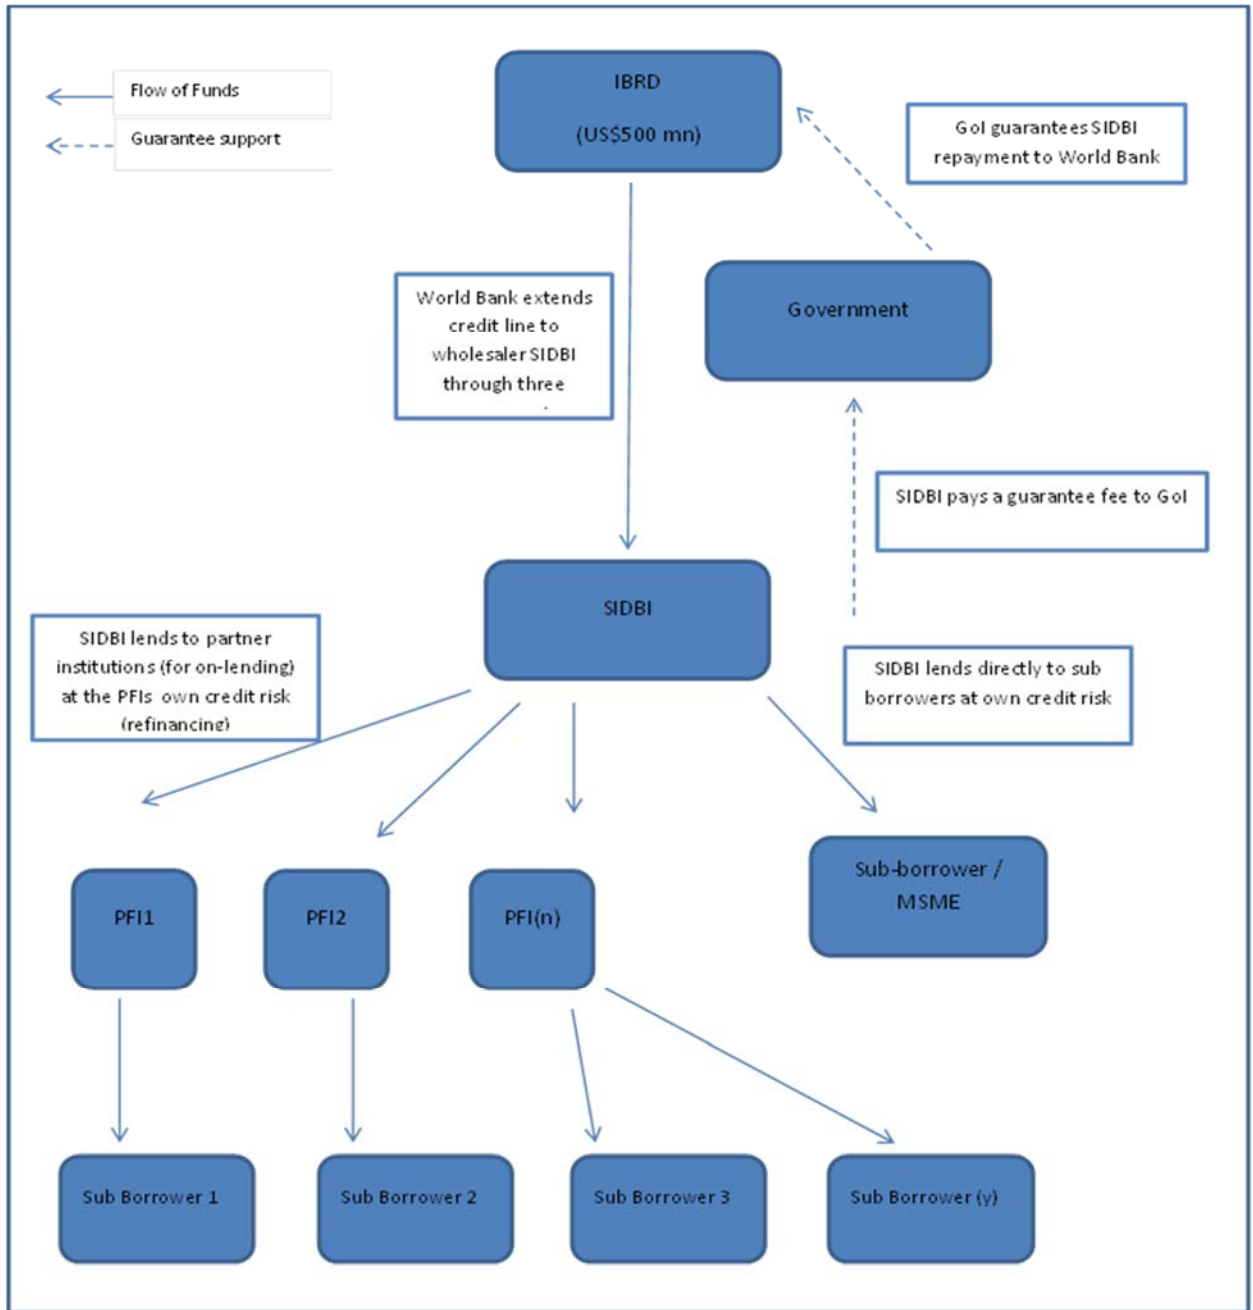 Flow of Funds
Guarantee support
IBRD
(US$500 mn)
GoI guarantees SIDBI
repayment to World Bank
World Bank extends
credit line to
wholesaler SIDBI
through three
Government
SIDBI pays a guarantee fee to GoI
SIDBI
SIDBI lends to partner
institutions (for on-lending)
at the PFIs own credit risk
(refinancing)
SIDBI lends directly to sub
borrowers at own credit risk
PFI1
PFI2
PFI(n)
Sub-borrower /
MSME
Sub Borrower 1
Sub Borrower 2
Sub Borrower 3
Sub Borrower (y)